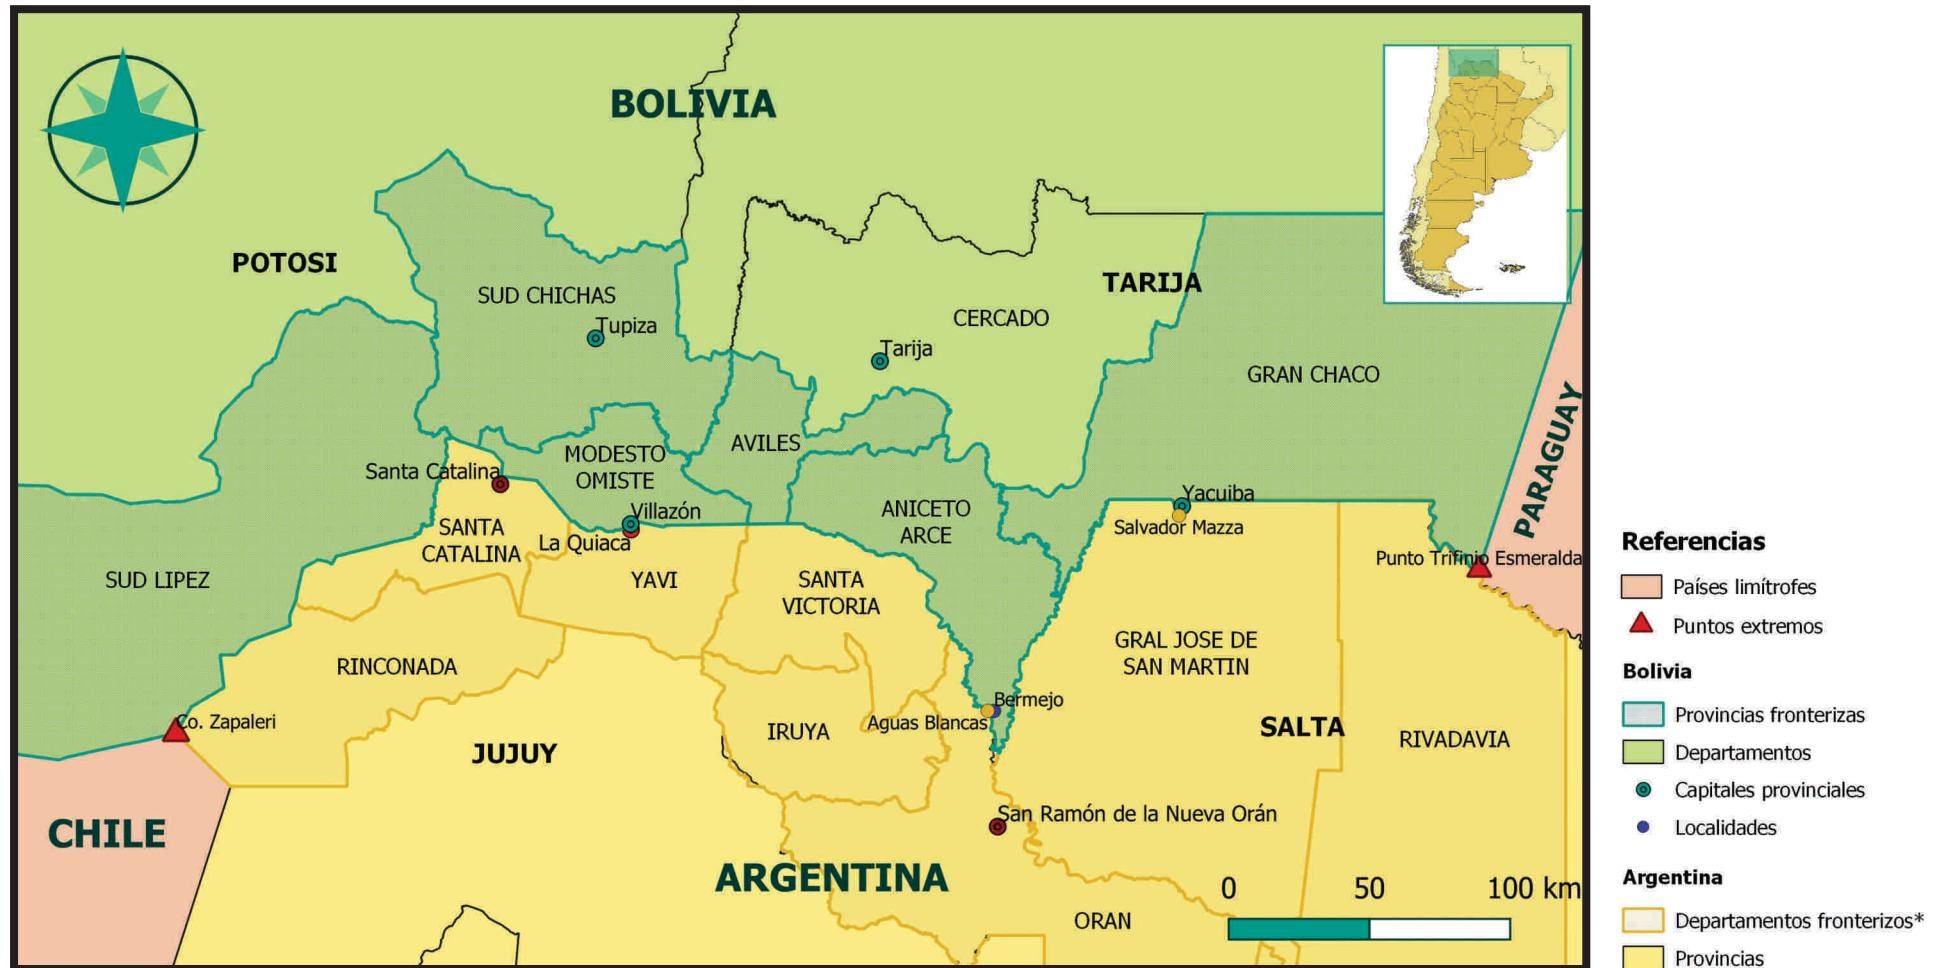 BOLIVIA
POTOSI
SUD CHICHAS
Tupiza
TARIJA
CERCADO
Tarija
GRAN CHACO
PARAGUAY
AVILES
MODESTO
OMISTE
Santa Catalina
Villazón
La Quiaca
SANTA
CATALINA
YAVI
ANICETO
ARCE
Yacuiba
Salvador Mazza
Punto Trifinio Esmeralda
SUD LIPEZ
SANTA
VICTORIA
RINCONADA
GRAL JOSE DE
SAN MARTIN
Co. Zapaleri
IRUYA
Bermejo
Aguas Blancas
JUJUY
SALTA
RIVADAVIA
CHILE
San Ramón de la Nueva Orán
ARGENTINA
ORAN
0 50 100 km
Referencias
Países limítrofes
Puntos extremos
Bolivia
Provincias fronterizas
Departamentos
Capitales provinciales
Localidades
Argentina
Departamentos fronterizos*
Provincias